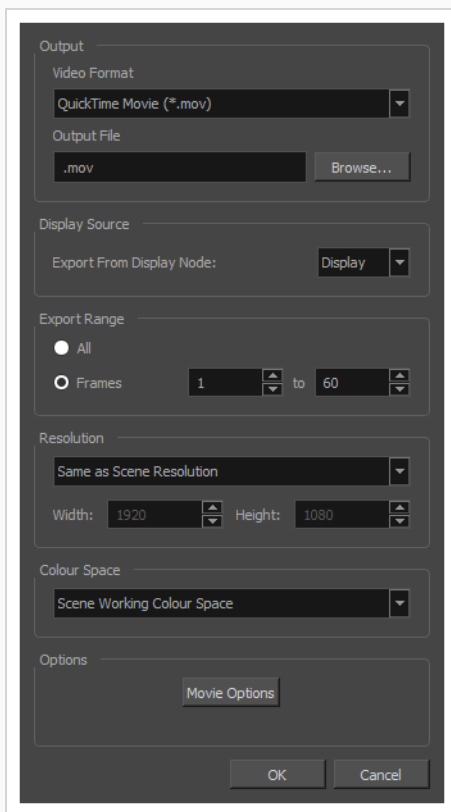 Output
Video Format
QuickTime Movie (*.mov)
Output File
.mov Browse...
Display Source
Export From Display Node: Display
Export Range
All
Frames 1 to 60
Resolution
Same as Scene Resolution
Width: 1920 Height: 1080
Colour Space
Scene Working Colour Space
Options
Movie Options
OK Cancel